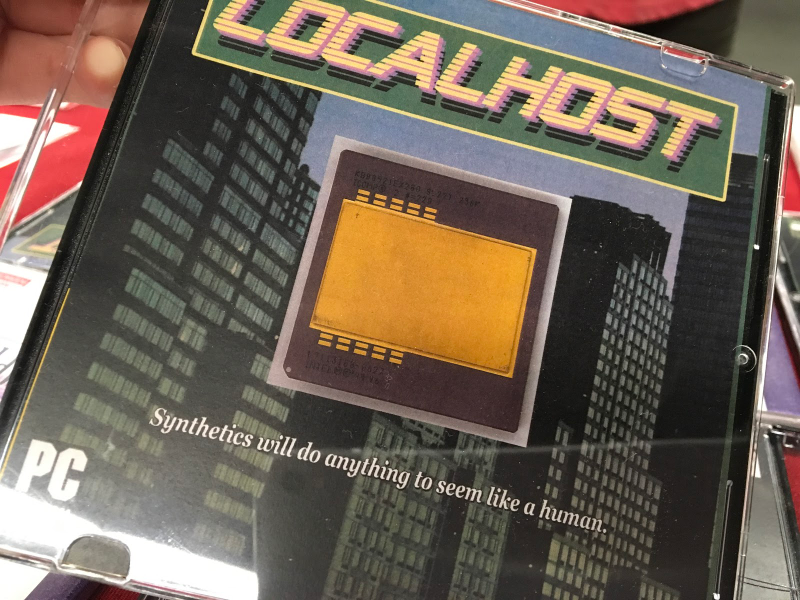 LOCALHOST
Synthetics will do anything to seem like a human.
PC